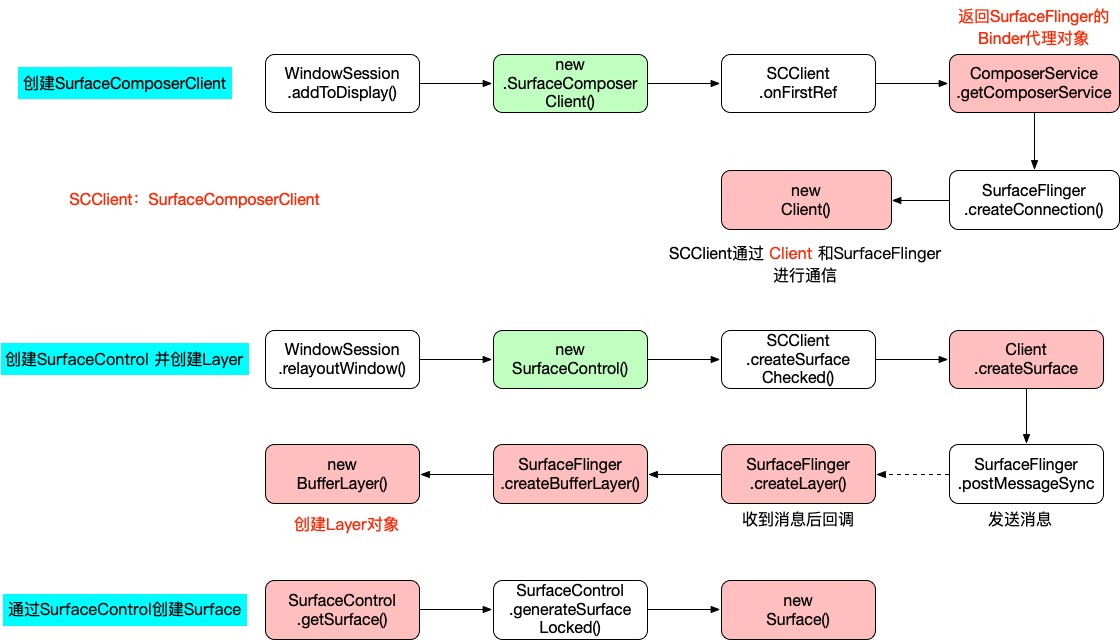 返回SurfaceFlinger的
Binder代理对象
创建SurfaceComposerClient
WindowSession
.addToDisplay()
new
.SurfaceComposer
Client()
SCClient
.onFirstRef
ComposerService
.getComposerService
SCClient：SurfaceComposerClient
new
Client()
SurfaceFlinger
.createConnection()
SCClient通过 Client 和SurfaceFlinger
进行通信
创建SurfaceControl 并创建Layer
WindowSession
.relayoutWindow()
new
SurfaceControl()
SCClient
.createSurface
Checked()
Client
.createSurface
new
BufferLayer()
SurfaceFlinger
.createBufferLayer()
SurfaceFlinger
.createLayer()
SurfaceFlinger
.postMessageSync
创建Layer对象
收到消息后回调
发送消息
通过SurfaceControl创建Surface
SurfaceControl
.getSurface()
SurfaceControl
.generateSurface
Locked()
new
Surface()